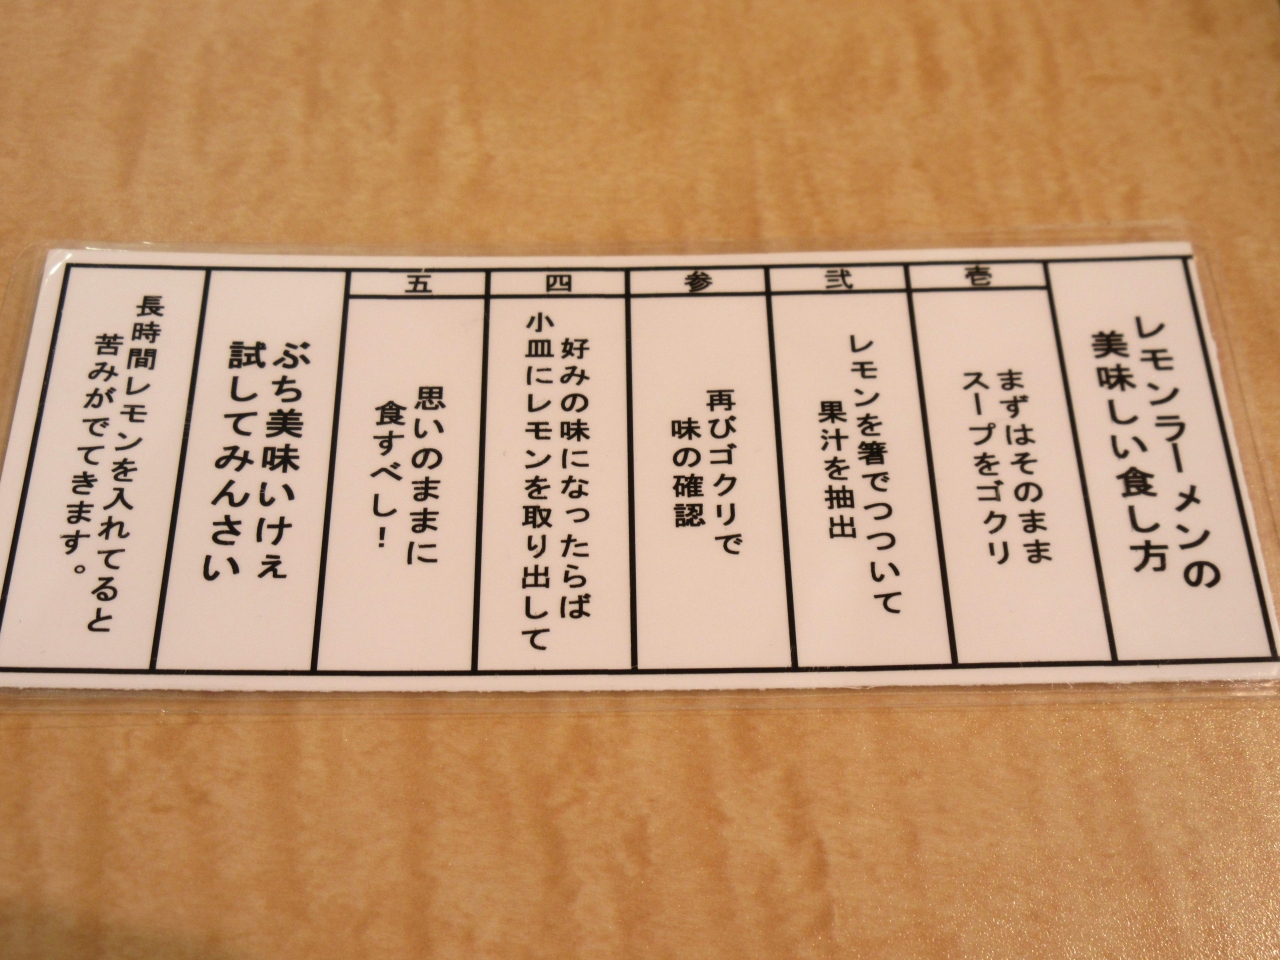 レモンラーメンの
美味しい食し方
壱
まずはそのまま
スープをゴクリ
弐
レモンを箸でつついて
果汁を抽出
参
再びゴクリで
味の確認
四
好みの味になったらば
小皿にレモンを取り出して
五
思いのままに
食すべし!
ぶち美味いけぇ
試してみんさい
長時間レモンを入れてると
苦みがでてきます。